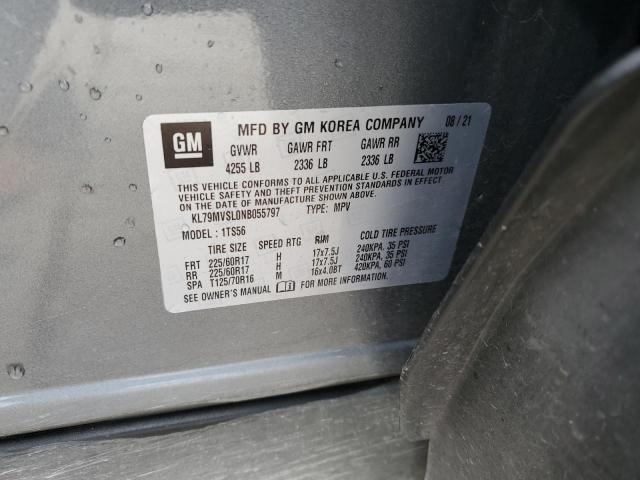 GM MFD BY GM KOREA COMPANY 08/21
GVWR GAWR FRT GAWR RR
4255 LB 2336 LB 2336 LB
THIS VEHICLE CONFORMS TO ALL APPLICABLE U.S. FEDERAL MOTOR
VEHICLE SAFETY AND THEFT PREVENTION STANDARDS IN EFFECT
ON THE DATE OF MANUFACTURE SHOWN ABOVE.
KL79MVSL0NB055797 TYPE: MPV
MODEL: 1TS56
TIRE SIZE SPEED RTG RIM COLD TIRE PRESSURE
FRT 225/60R17 H 17x7.5J 240KPA, 35 PSI
RR 225/60R17 H 17x7.5J 240KPA, 35 PSI
SPA T125/70R16 M 16x4.0BT 420KPA, 60 PSI
SEE OWNER'S MANUAL FOR MORE INFORMATION.